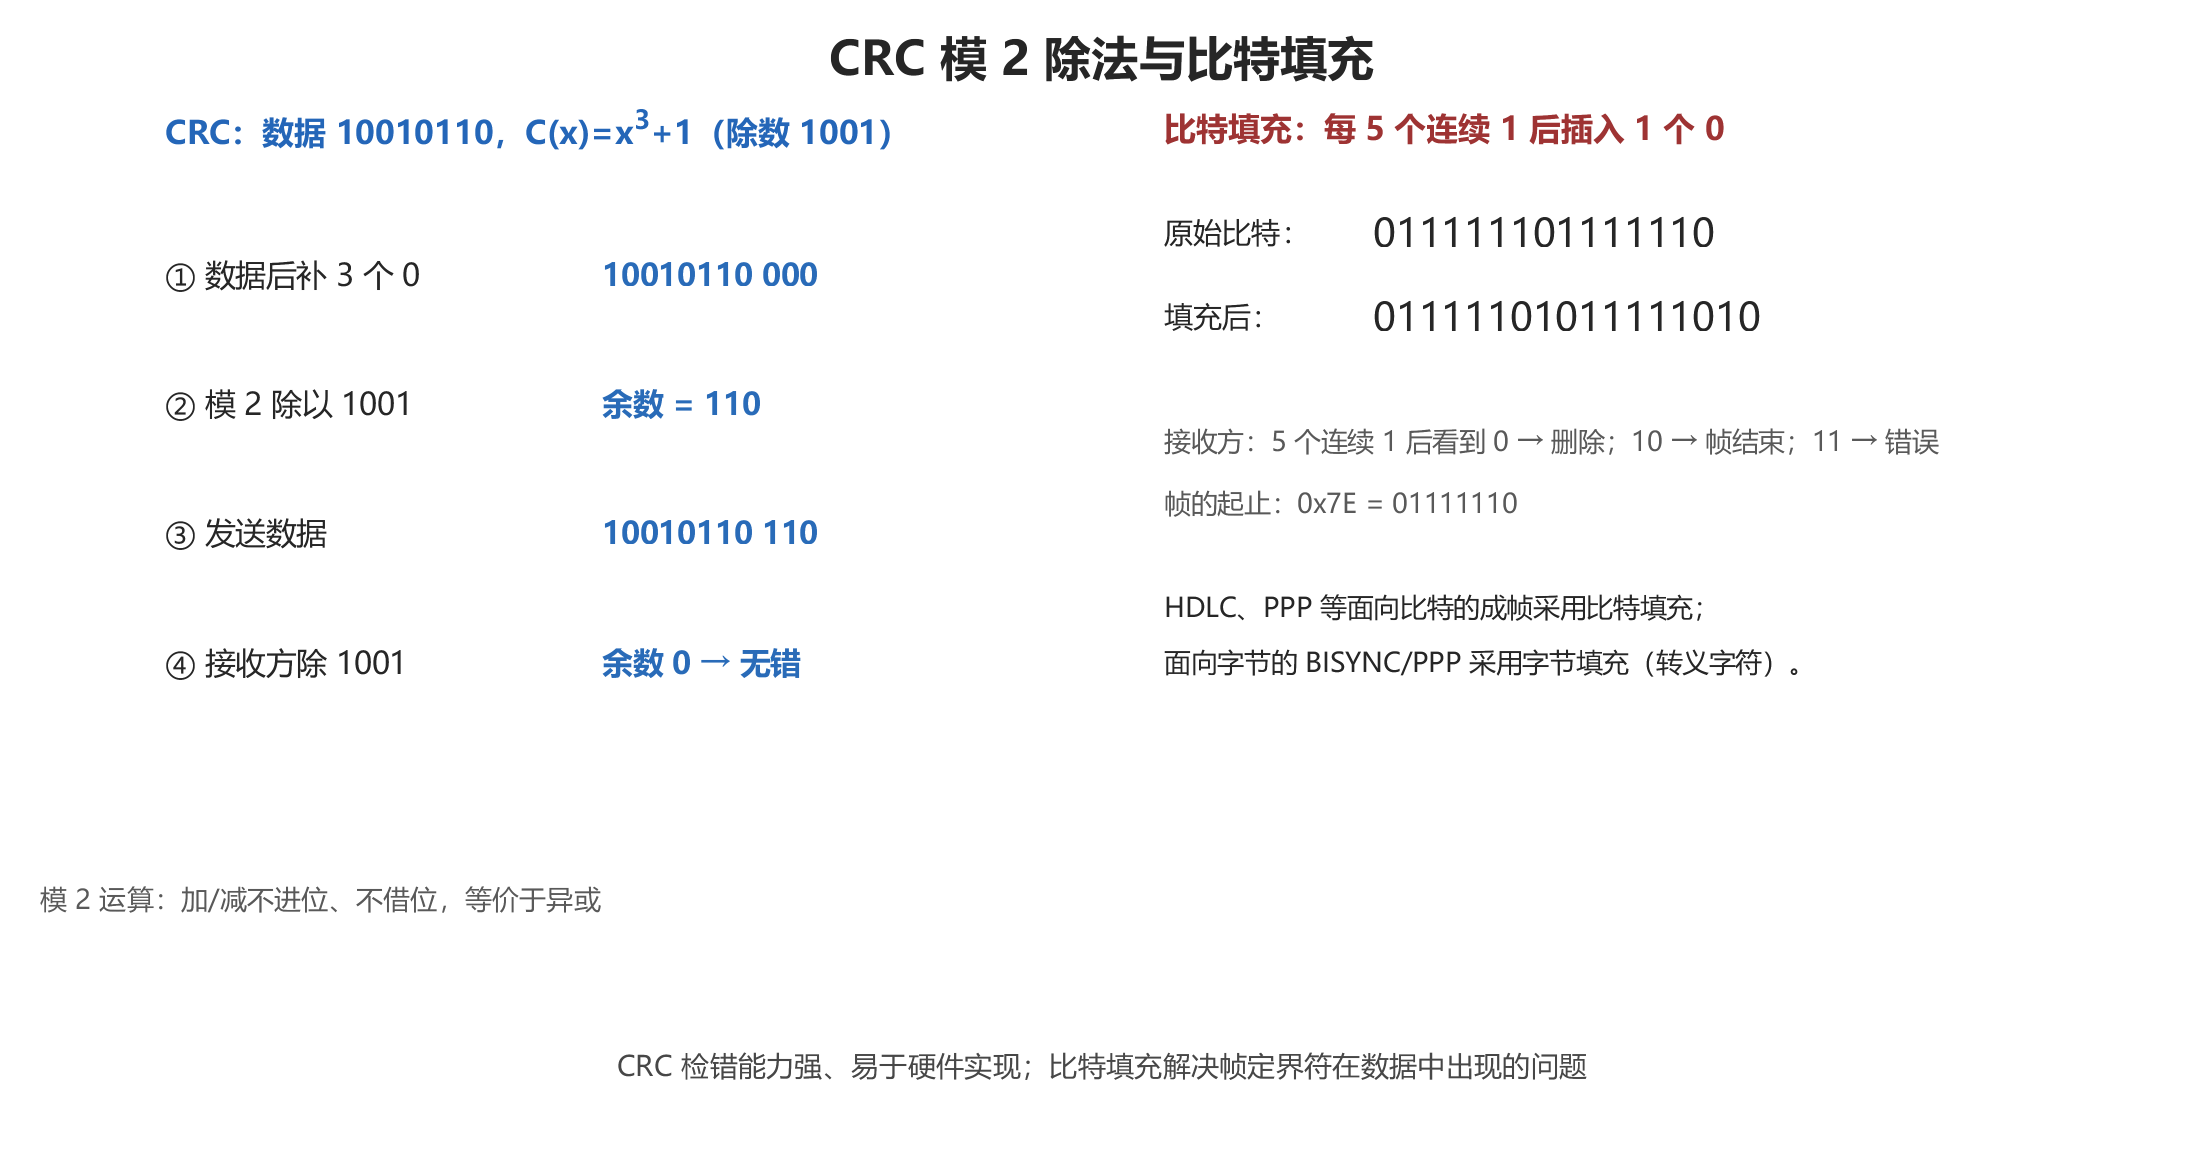 CRC 模 2 除法与比特填充
CRC：数据 10010110，C(x)=x³+1（除数 1001）
① 数据后补 3 个 0 10010110 000
② 模 2 除以 1001 余数 = 110
③ 发送数据 10010110 110
④ 接收方除 1001 余数 0 → 无错
模 2 运算：加/减不进位、不借位，等价于异或
比特填充：每 5 个连续 1 后插入 1 个 0
原始比特： 011111101111110
填充后： 01111101011111010
接收方：5 个连续 1 后看到 0 → 删除；10 → 帧结束；11 → 错误
帧的起止：0x7E = 01111110
HDLC、PPP 等面向比特的成帧采用比特填充；
面向字节的 BISYNC/PPP 采用字节填充（转义字符）。
CRC 检错能力强、易于硬件实现；比特填充解决帧定界符在数据中出现的问题